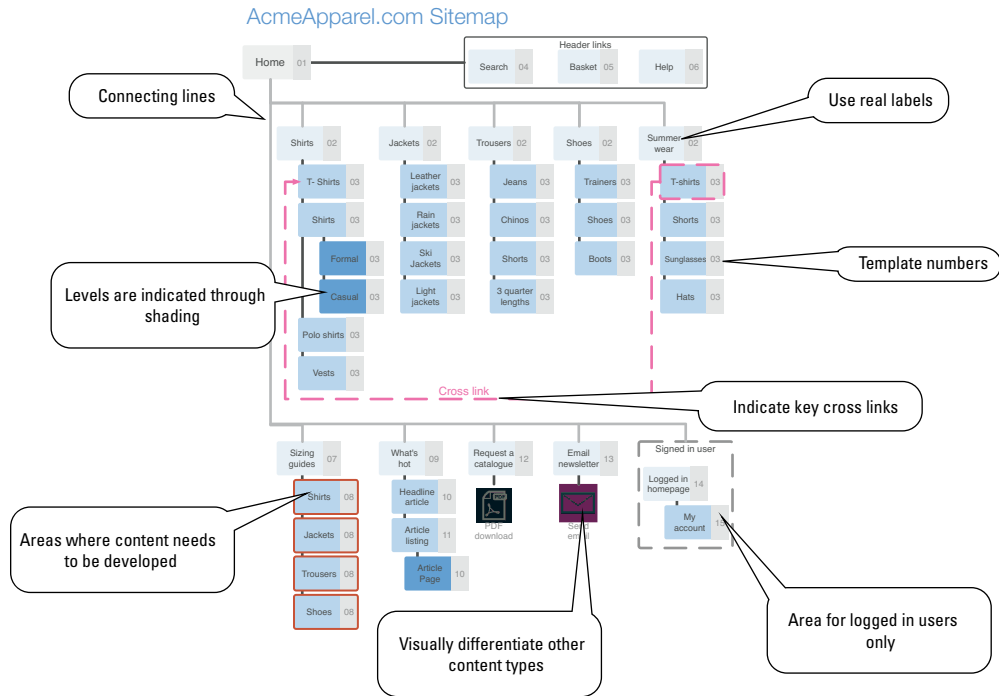 AcmeApparel.com Sitemap
Header links
Home 01
Search 04
Basket 05
Help 06
Connecting lines
Use real labels
Shirts 02
Jackets 02
Trousers 02
Shoes 02
Summer
wear 02
T- Shirts 03
Leather
jackets 03
Jeans 03
Trainers 03
T-shirts 03
Shirts 03
Rain
jackets 03
Chinos 03
Shoes 03
Shorts 03
Formal 03
Ski
Jackets 03
Shorts 03
Boots 03
Sunglasses 03
Template numbers
Levels are indicated through
shading
Casual 03
Light
jackets 03
3 quarter
lengths 03
Hats 03
Polo shirts 03
Vests 03
Cross link
Indicate key cross links
Sizing
guides 07
What's
hot 09
Request a
catalogue 12
Email
newsletter 13
Signed in user
Shirts 08
Headline
article 10
PDF
PDF
download
Send
email
Logged in
homepage 14
My
account 15
Areas where content needs
to be developed
Jackets 08
Article
listing 11
Trousers 08
Article
Page 10
Shoes 08
Visually differentiate other
content types
Area for logged in users
only